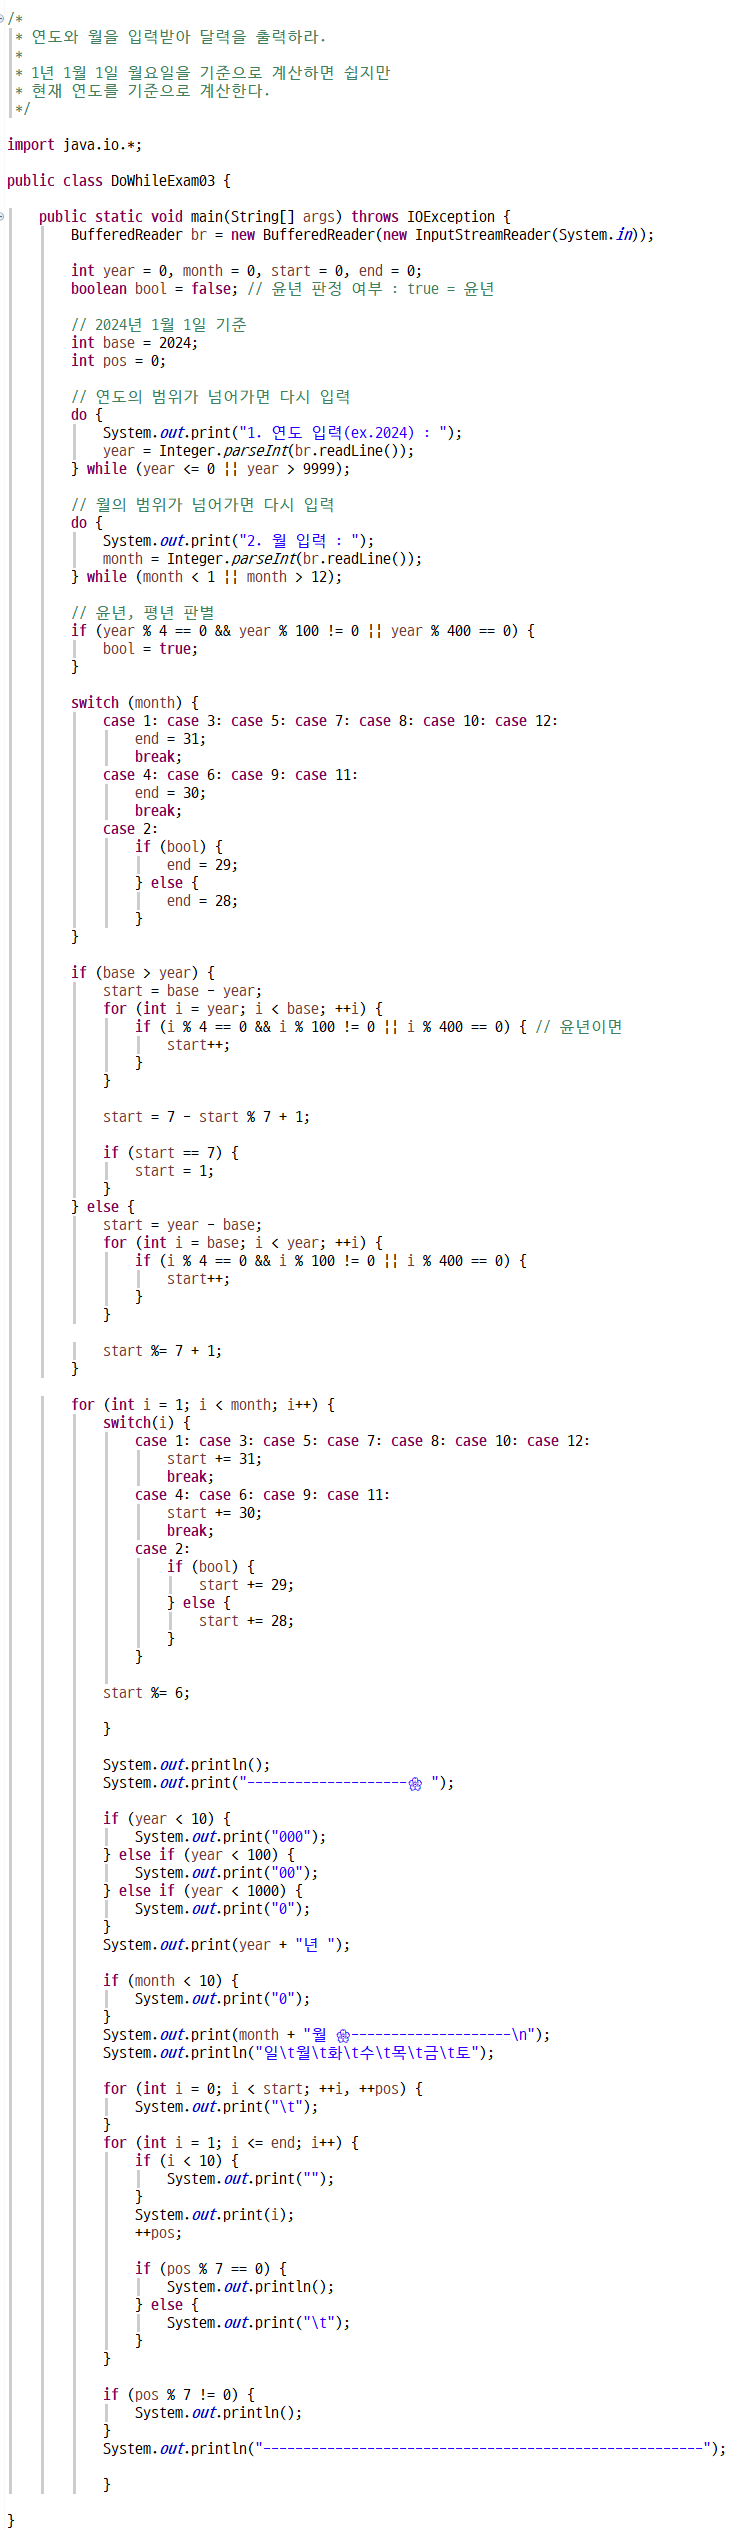 /*
 * 연도와 월을 입력받아 달력을 출력하라.
 *
 * 1년 1월 1일 월요일을 기준으로 계산하면 쉽지만
 * 현재 연도를 기준으로 계산한다.
 */

import java.io.*;

public class DoWhileExam03 {

    public static void main(String[] args) throws IOException {
        BufferedReader br = new BufferedReader(new InputStreamReader(System.in));

        int year = 0, month = 0, start = 0, end = 0;
        boolean bool = false; // 윤년 판정 여부 : true = 윤년

        // 2024년 1월 1일 기준
        int base = 2024;
        int pos = 0;

        // 연도의 범위가 넘어가면 다시 입력
        do {
            System.out.print("1. 연도 입력(ex.2024) : ");
            year = Integer.parseInt(br.readLine());
        } while (year <= 0 || year > 9999);

        // 월의 범위가 넘어가면 다시 입력
        do {
            System.out.print("2. 월 입력 : ");
            month = Integer.parseInt(br.readLine());
        } while (month < 1 || month > 12);

        // 윤년, 평년 판별
        if (year % 4 == 0 && year % 100 != 0 || year % 400 == 0) {
            bool = true;
        }

        switch (month) {
            case 1: case 3: case 5: case 7: case 8: case 10: case 12:
                end = 31;
                break;
            case 4: case 6: case 9: case 11:
                end = 30;
                break;
            case 2:
                if (bool) {
                    end = 29;
                } else {
                    end = 28;
                }
        }

        if (base > year) {
            start = base - year;
            for (int i = year; i < base; ++i) {
                if (i % 4 == 0 && i % 100 != 0 || i % 400 == 0) { // 윤년이면
                    start++;
                }
            }

            start = 7 - start % 7 + 1;

            if (start == 7) {
                start = 1;
            }
        } else {
            start = year - base;
            for (int i = base; i < year; ++i) {
                if (i % 4 == 0 && i % 100 != 0 || i % 400 == 0) {
                    start++;
                }
            }

            start %= 7 + 1;
        }

        for (int i = 1; i < month; i++) {
            switch(i) {
                case 1: case 3: case 5: case 7: case 8: case 10: case 12:
                    start += 31;
                    break;
                case 4: case 6: case 9: case 11:
                    start += 30;
                    break;
                case 2:
                    if (bool) {
                        start += 29;
                    } else {
                        start += 28;
                    }
                }

            start %= 6;

            }

            System.out.println();
            System.out.print("--------------------🏵 ");

            if (year < 10) {
                System.out.print("000");
            } else if (year < 100) {
                System.out.print("00");
            } else if (year < 1000) {
                System.out.print("0");
            }
            System.out.print(year + "년 ");

            if (month < 10) {
                System.out.print("0");
            }
            System.out.print(month + "월 🏵--------------------\n");
            System.out.println("일\t월\t화\t수\t목\t금\t토");

            for (int i = 0; i < start; ++i, ++pos) {
                System.out.print("\t");
            }
            for (int i = 1; i <= end; i++) {
                if (i < 10) {
                    System.out.print("");
                }
                System.out.print(i);
                ++pos;

                if (pos % 7 == 0) {
                    System.out.println();
                } else {
                    System.out.print("\t");
                }
            }

            if (pos % 7 != 0) {
                System.out.println();
            }
            System.out.println("-------------------------------------------------------");

            }

}